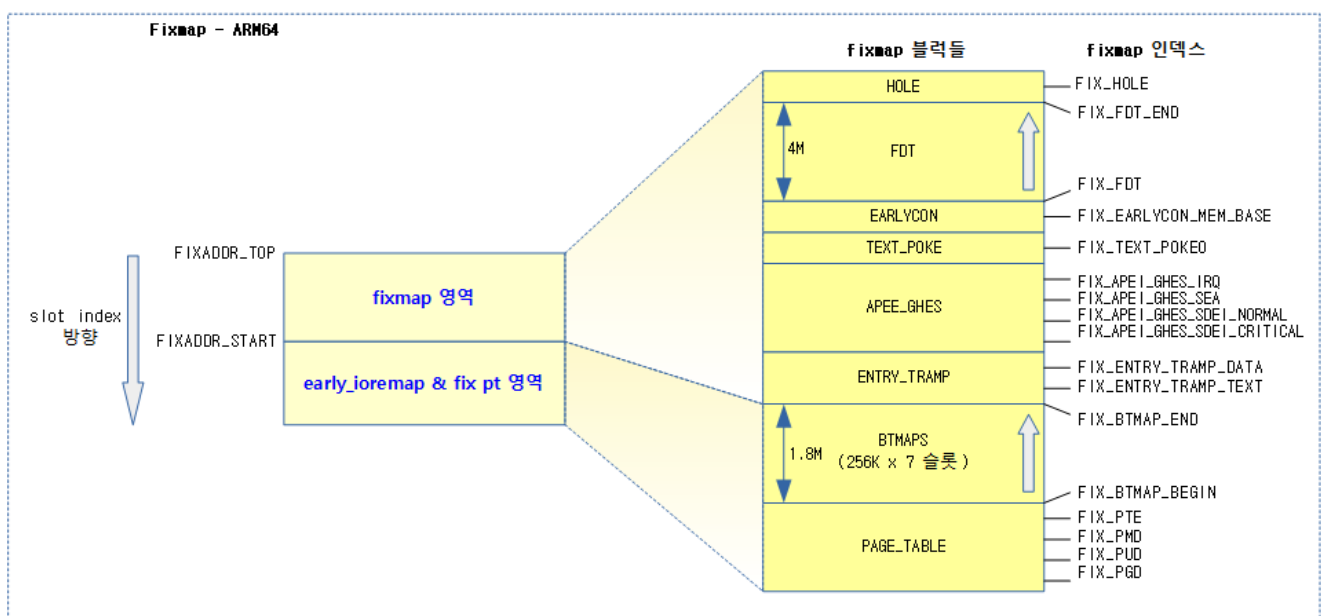 Fixmap - ARM64
fixmap 블럭들
fixmap 인덱스
HOLE
FIX_HOLE
FIX_FDT_END
4M
FDT
FIX_FDT
EARLYCON
FIX_EARLYCON_MEM_BASE
TEXT_POKE
FIX_TEXT_POKE0
FIXADDR_TOP
fixmap 영역
slot index
방향
FIXADDR_START
early_ioremap & fix pt 영역
APEE_GHES
FIX_APEI_GHES_IRQ
FIX_APEI_GHES_SEA
FIX_APEI_GHES_SDEI_NORMAL
FIX_APEI_GHES_SDEI_CRITICAL
ENTRY_TRAMP
FIX_ENTRY_TRAMP_DATA
FIX_ENTRY_TRAMP_TEXT
FIX_BTMAP_END
1.8M
BTMAPS
(256K x 7 슬롯)
FIX_BTMAP_BEGIN
PAGE_TABLE
FIX_PTE
FIX_PMD
FIX_PUD
FIX_PGD